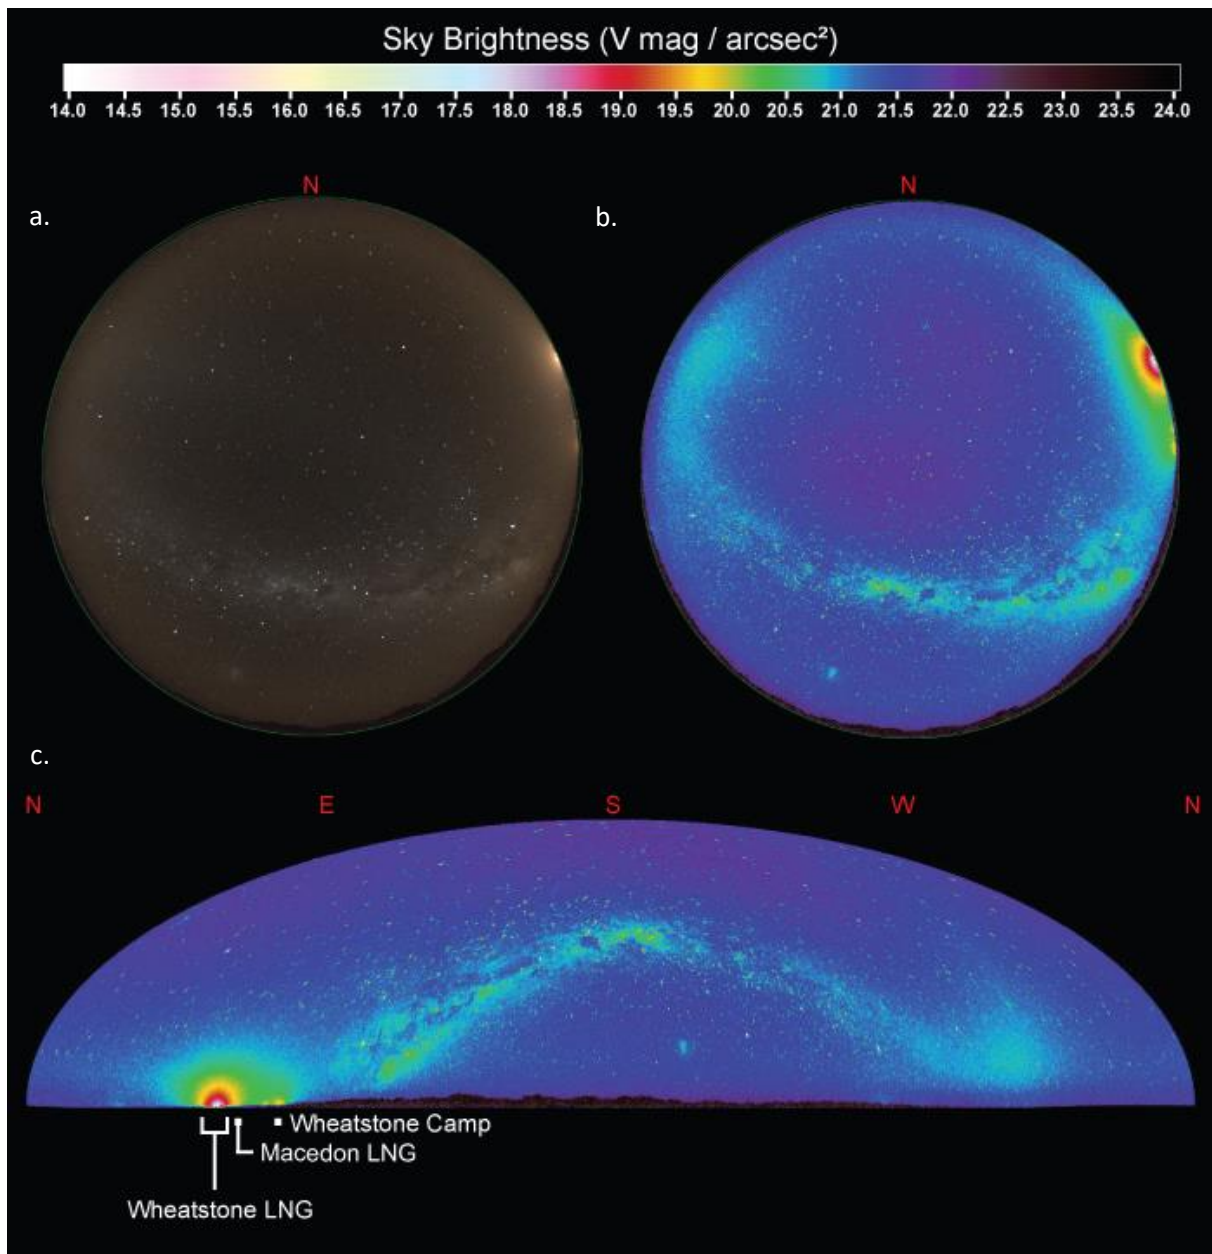 Sky Brightness (V mag / arcsec²)
14.0 14.5 15.0 15.5 16.0 16.5 17.0 17.5 18.0 18.5 19.0 19.5 20.0 20.5 21.0 21.5 22.0 22.5 23.0 23.5 24.0
N N
a. b.
c.
N E S W N
Wheatstone Camp
Macedon LNG
Wheatstone LNG